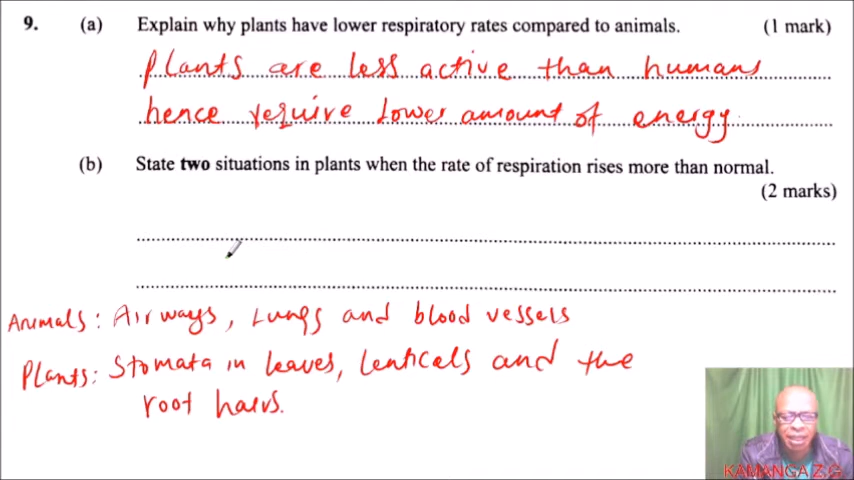 9. (a) Explain why plants have lower respiratory rates compared to animals. (1 mark)
Plants are less active than humans
hence require lower amount of energy.
(b) State two situations in plants when the rate of respiration rises more than normal.
(2 marks)
Animals: Airways, Lungs and blood vessels
Plants: Stomata in leaves, lenticals and the
root hairs.
KAMANGA Z.G